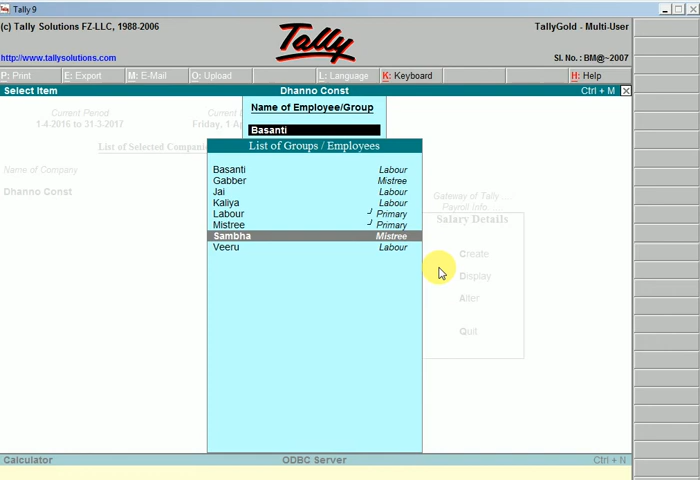 Tally 9
(c) Tally Solutions FZ-LLC, 1988-2006
TallyGold - Multi-User
Tally
http://www.tallysolutions.com
Sl. No.: BM@~2007
P: Print E: Export M: E-Mail O: Upload L: Language K: Keyboard H: Help
Select Item Dhanno Const Ctrl + M
Current Period
1-4-2016 to 31-3-2017
Friday, 1 Ap
Name of Employee/Group
Basanti
List of Selected Compani
List of Groups / Employees
Name of Company
Dhanno Const
Basanti Labour
Gabber Mistree
Jai Labour
Kaliya Labour
Labour Primary
Mistree Primary
Sambha Mistree
Veeru Labour
Gateway of Tally .....
Payroll Info. .....
Salary Details
Create
Display
Alter
Quit
Calculator ODBC Server Ctrl + N